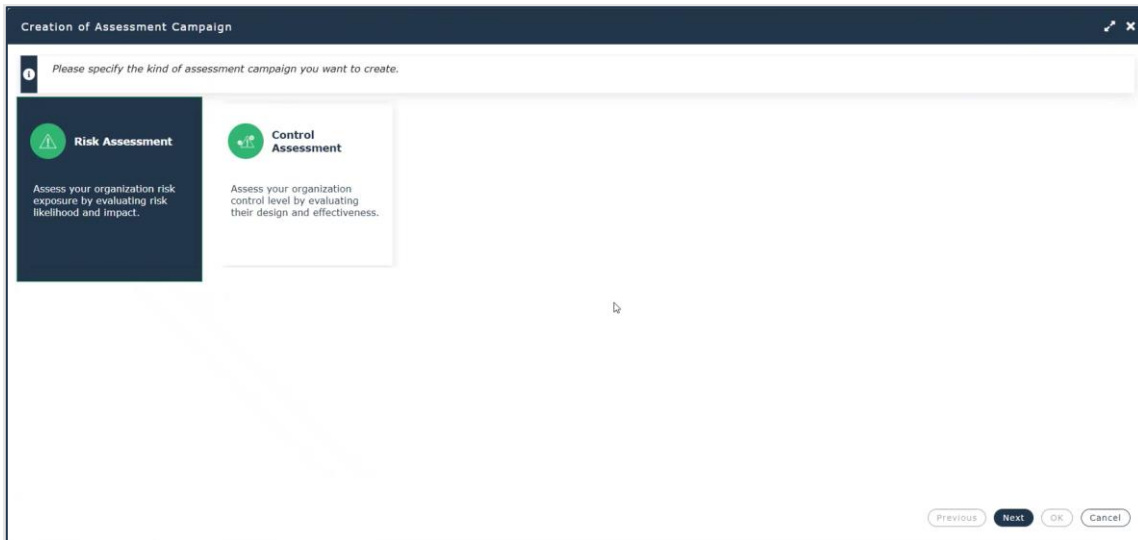 Creation of Assessment Campaign
Please specify the kind of assessment campaign you want to create.
Risk Assessment
Assess your organization risk
exposure by evaluating risk
likelihood and impact.
Control
Assessment
Assess your organization
control level by evaluating
their design and effectiveness.
Previous Next OK Cancel